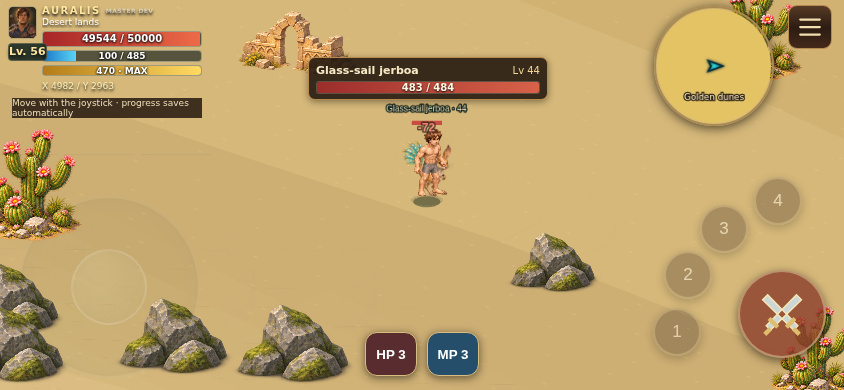 AURALIS MASTER DEV
Desert lands
49544 / 50000
Lv. 56
100 / 485
470 · MAX
X 4982 / Y 2963
Move with the joystick · progress saves automatically
Glass-sail jerboa Lv 44
483 / 484
Glass-sail jerboa · 44
-72
Golden dunes
4
3
2
1
HP 3
MP 3